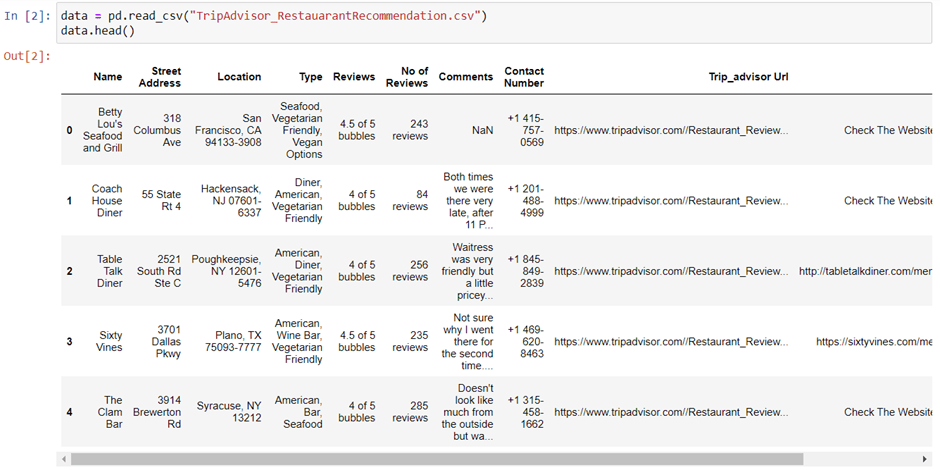 In [2]: data = pd.read_csv("TripAdvisor_RestauarantRecommendation.csv")
data.head()
Out[2]:
Name Street Address Location Type Reviews No of Reviews Comments Contact Number Trip_advisor Url
0 Betty Lou's Seafood and Grill 318 Columbus Ave San Francisco, CA 94133-3908 Seafood, Vegetarian Friendly, Vegan Options 4.5 of 5 bubbles 243 reviews NaN +1 415-757-0569 https://www.tripadvisor.com//Restaurant_Review... Check The Website
1 Coach House Diner 55 State Rt 4 Hackensack, NJ 07601-6337 Diner, American, Vegetarian Friendly 4 of 5 bubbles 84 reviews Both times we were there very late, after 11 P... +1 201-488-4999 https://www.tripadvisor.com//Restaurant_Review... Check The Website
2 Table Talk Diner 2521 South Rd Ste C Poughkeepsie, NY 12601-5476 American, Diner, Vegetarian Friendly 4 of 5 bubbles 256 reviews Waitress was very friendly but a little pricey... +1 845-849-2839 https://www.tripadvisor.com//Restaurant_Review... http://tabletalkdiner.com/mer
3 Sixty Vines 3701 Dallas Pkwy Plano, TX 75093-7777 American, Wine Bar, Vegetarian Friendly 4.5 of 5 bubbles 235 reviews Not sure why I went there for the second time.... +1 469-620-8463 https://www.tripadvisor.com//Restaurant_Review... https://sixtyvines.com/me
4 The Clam Bar 3914 Brewerton Rd Syracuse, NY 13212 American, Bar, Seafood 4 of 5 bubbles 285 reviews Doesn't look like much from the outside but wa... +1 315-458-1662 https://www.tripadvisor.com//Restaurant_Review... Check The Website